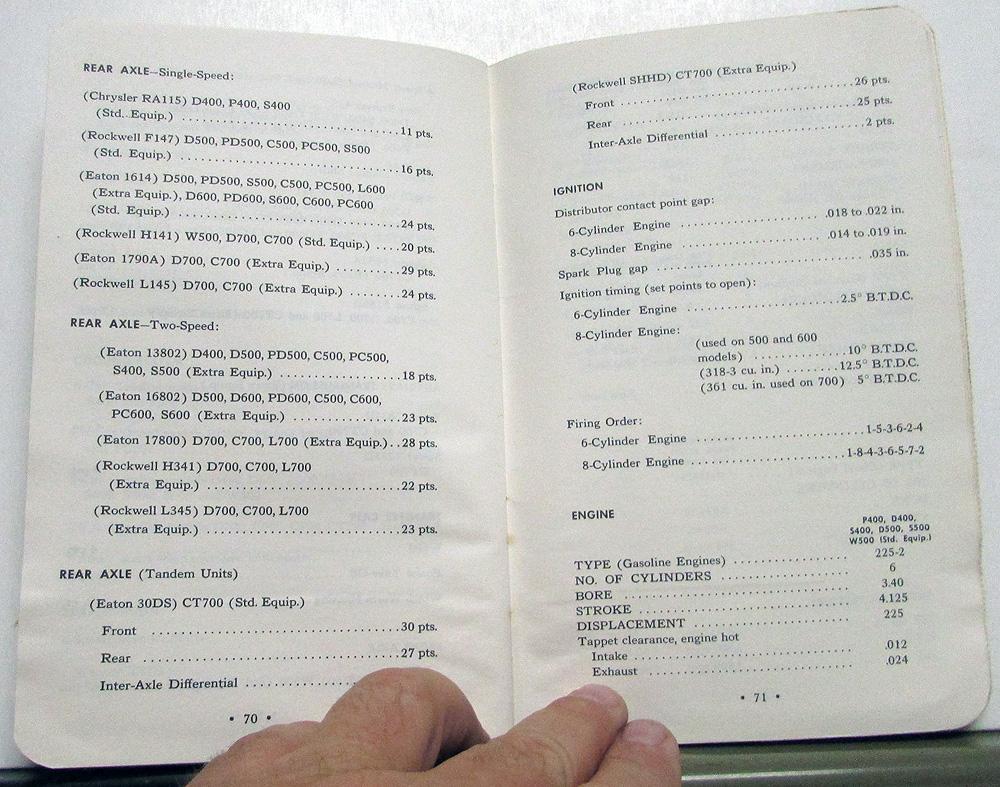 REAR AXLE—Single-Speed:
(Chrysler RA115) D400, P400, S400
(Std. Equip.) ..............................11 pts.
(Rockwell F147) D500, PD500, C500, PC500, S500
(Std. Equip.) ..............................16 pts.
(Eaton 1614) D500, PD500, S500, C500, PC500, L600
(Extra Equip.), D600, PD600, S600, C600, PC600
(Std. Equip.) ..............................24 pts.
(Rockwell H141) W500, D700, C700 (Std. Equip.) ....20 pts.
(Eaton 1790A) D700, C700 (Extra Equip.) ..........29 pts.
(Rockwell L145) D700, C700 (Extra Equip.) ........24 pts.
REAR AXLE—Two-Speed:
(Eaton 13802) D400, D500, PD500, C500, PC500,
S400, S500 (Extra Equip.) ...................18 pts.
(Eaton 16802) D500, D600, PD600, C500, C600,
PC600, S600 (Extra Equip.) ................23 pts.
(Eaton 17800) D700, C700, L700 (Extra Equip.)..28 pts.
(Rockwell H341) D700, C700, L700
(Extra Equip.) ..............................22 pts.
(Rockwell L345) D700, C700, L700
(Extra Equip.) ..............................23 pts.
REAR AXLE (Tandem Units)
(Eaton 30DS) CT700 (Std. Equip.)
Front ....................................30 pts.
Rear .....................................27 pts.
Inter-Axle Differential ................
• 70 •
(Rockwell SHHD) CT700 (Extra Equip.)
Front ....................................26 pts.
Rear .....................................25 pts.
Inter-Axle Differential .....................2 pts.
IGNITION
Distributor contact point gap:
6-Cylinder Engine ....................018 to .022 in.
8-Cylinder Engine ....................014 to .019 in.
Spark Plug gap ..............................035 in.
Ignition timing (set points to open):
6-Cylinder Engine .......................2.5° B.T.D.C.
8-Cylinder Engine:
(used on 500 and 600
models) .............10° B.T.D.C.
(318-3 cu. in.) ........12.5° B.T.D.C.
(361 cu. in. used on 700) 5° B.T.D.C.
Firing Order:
6-Cylinder Engine .........................1-5-3-6-2-4
8-Cylinder Engine .......................1-8-4-3-6-5-7-2
ENGINE
P400, D400,
S400, D500, S500
W500 (Std. Equip.)
TYPE (Gasoline Engines) ................. 225-2
NO. OF CYLINDERS .................. 6
BORE ................................ 3.40
STROKE .............................. 4.125
DISPLACEMENT ...................... 225
Tappet clearance, engine hot
Intake .............................. .012
Exhaust ............................ .024
• 71 •